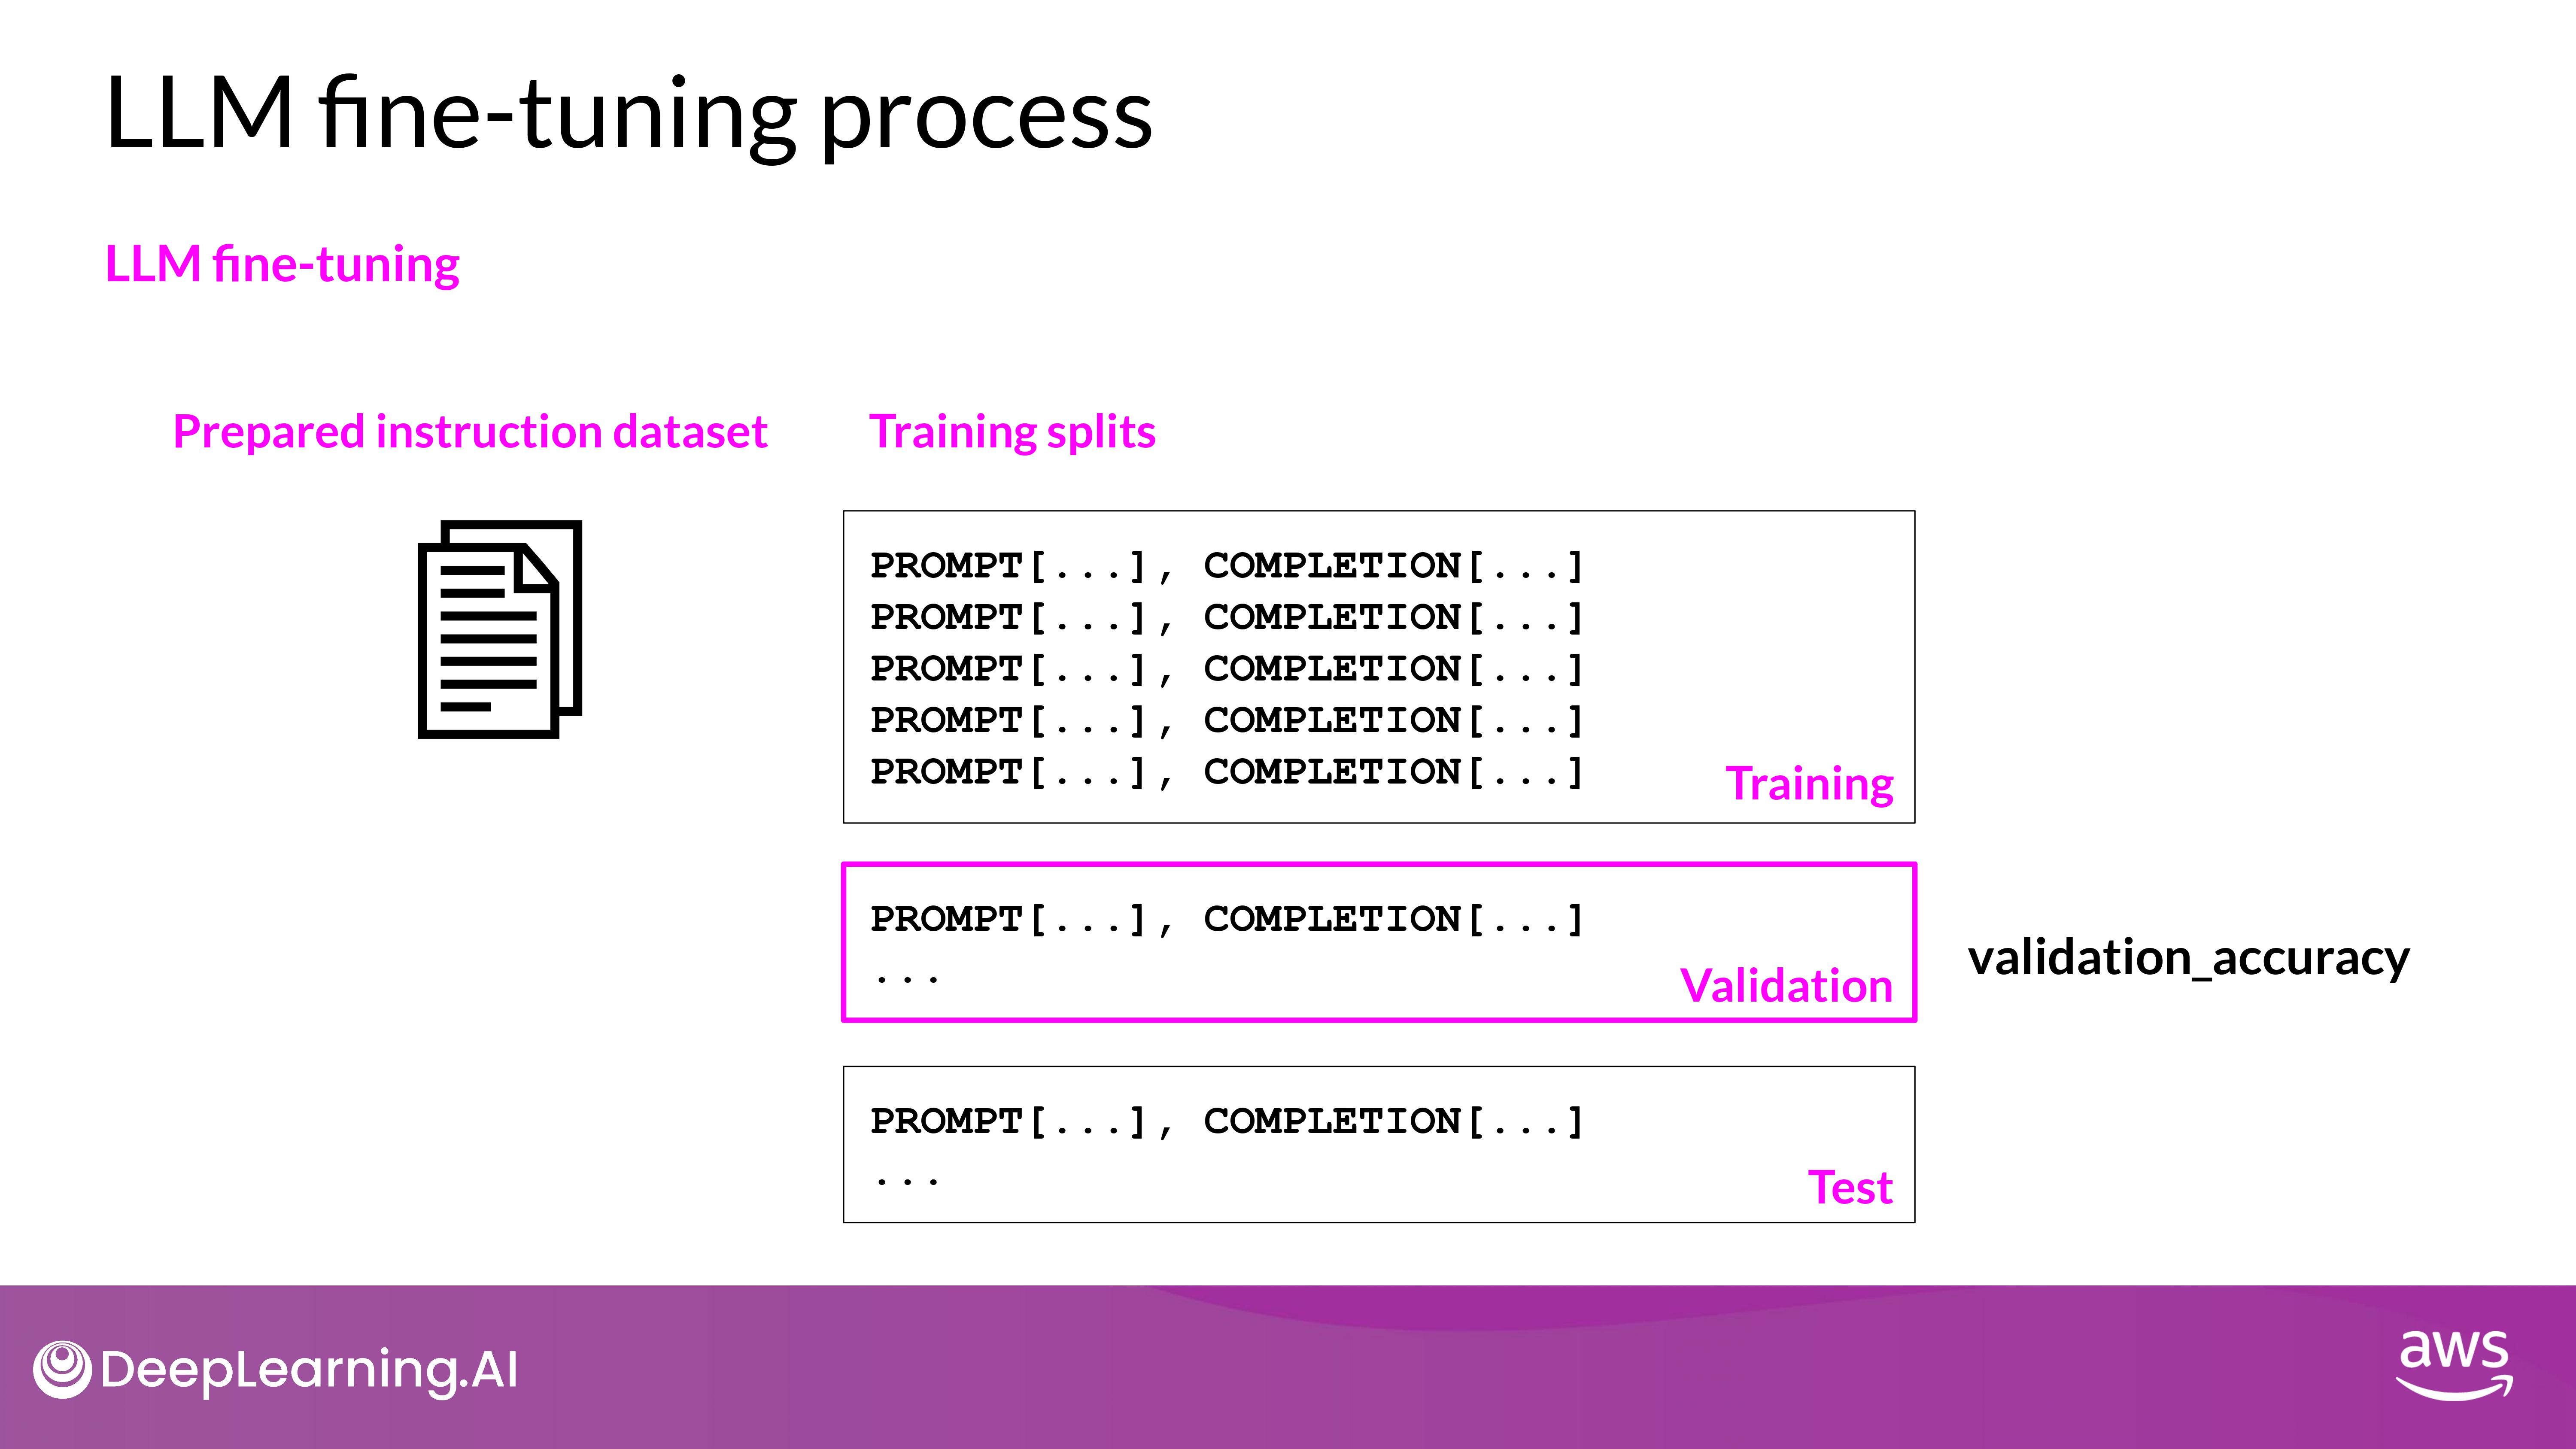 LLM fine-tuning process
LLM fine-tuning
Prepared instruction dataset
Training splits
PROMPT[...], COMPLETION[...]
PROMPT[...], COMPLETION[...]
PROMPT[...], COMPLETION[...]
PROMPT[...], COMPLETION[...]
PROMPT[...], COMPLETION[...]
Training
PROMPT[...], COMPLETION[...]
...
Validation
validation_accuracy
PROMPT[...], COMPLETION[...]
...
Test
DeepLearning.AI
aws